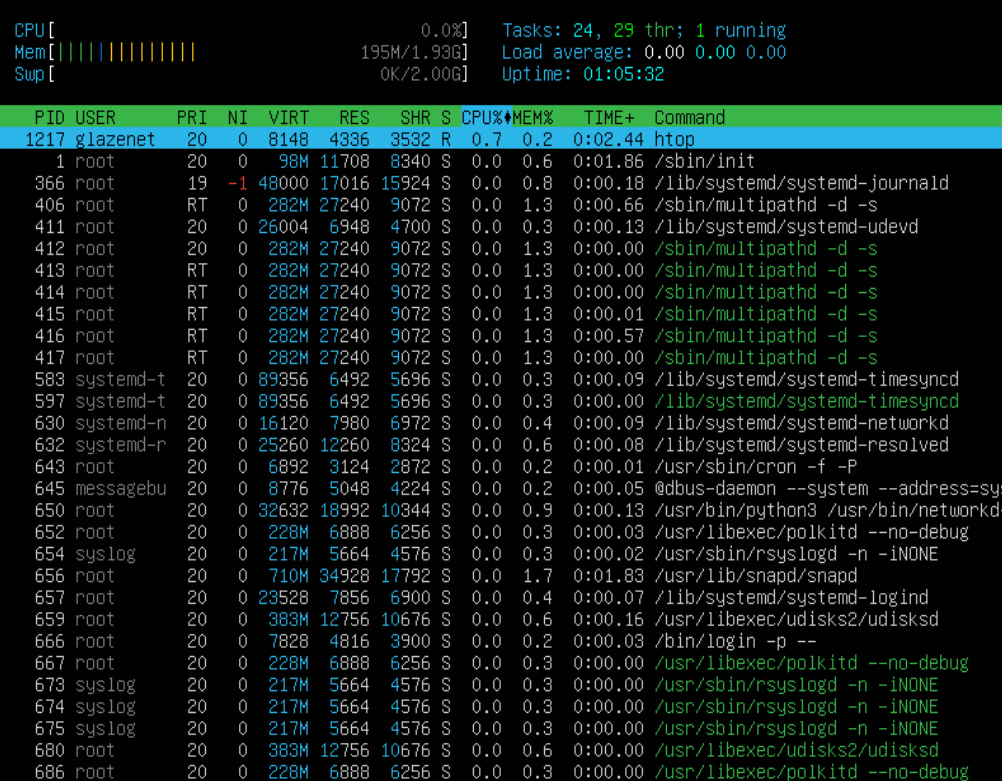 CPU[ 0.0%] Tasks: 24, 29 thr; 1 running
Mem[||||||||||||||||| 195M/1.93G] Load average: 0.00 0.00 0.00
Swp[ 0K/2.00G] Uptime: 01:05:32
PID USER PRI NI VIRT RES SHR S CPU%♦MEM% TIME+ Command
1217 glazenet 20 0 8148 4336 3532 R 0.7 0.2 0:02.44 htop
1 root 20 0 98M 11708 8340 S 0.0 0.6 0:01.86 /sbin/init
366 root 19 -1 48000 17016 15924 S 0.0 0.8 0:00.18 /lib/systemd/systemd-journald
406 root RT 0 282M 27240 9072 S 0.0 1.3 0:00.66 /sbin/multipathd -d -s
411 root 20 0 26004 6948 4700 S 0.0 0.3 0:00.13 /lib/systemd/systemd-udevd
412 root 20 0 282M 27240 9072 S 0.0 1.3 0:00.00 /sbin/multipathd -d -s
413 root RT 0 282M 27240 9072 S 0.0 1.3 0:00.00 /sbin/multipathd -d -s
414 root RT 0 282M 27240 9072 S 0.0 1.3 0:00.00 /sbin/multipathd -d -s
415 root RT 0 282M 27240 9072 S 0.0 1.3 0:00.01 /sbin/multipathd -d -s
416 root RT 0 282M 27240 9072 S 0.0 1.3 0:00.57 /sbin/multipathd -d -s
417 root RT 0 282M 27240 9072 S 0.0 1.3 0:00.00 /sbin/multipathd -d -s
583 systemd-t 20 0 89356 6492 5696 S 0.0 0.3 0:00.09 /lib/systemd/systemd-timesyncd
597 systemd-t 20 0 89356 6492 5696 S 0.0 0.3 0:00.00 /lib/systemd/systemd-timesyncd
630 systemd-n 20 0 16120 7980 6972 S 0.0 0.4 0:00.09 /lib/systemd/systemd-networkd
632 systemd-r 20 0 25260 12260 8324 S 0.0 0.6 0:00.08 /lib/systemd/systemd-resolved
643 root 20 0 6892 3124 2872 S 0.0 0.2 0:00.01 /usr/sbin/cron -f -P
645 messagebu 20 0 8776 5048 4224 S 0.0 0.2 0:00.05 @dbus-daemon --system --address=sys
650 root 20 0 32632 18992 10344 S 0.0 0.9 0:00.13 /usr/bin/python3 /usr/bin/networkd-
652 root 20 0 228M 6888 6256 S 0.0 0.3 0:00.03 /usr/libexec/polkitd --no-debug
654 syslog 20 0 217M 5664 4576 S 0.0 0.3 0:00.02 /usr/sbin/rsyslogd -n -iNONE
656 root 20 0 710M 34928 17792 S 0.0 1.7 0:01.83 /usr/lib/snapd/snapd
657 root 20 0 23528 7856 6900 S 0.0 0.4 0:00.07 /lib/systemd/systemd-logind
659 root 20 0 383M 12756 10676 S 0.0 0.6 0:00.16 /usr/libexec/udisks2/udisksd
666 root 20 0 7828 4816 3900 S 0.0 0.2 0:00.03 /bin/login -p --
667 root 20 0 228M 6888 6256 S 0.0 0.3 0:00.00 /usr/libexec/polkitd --no-debug
673 syslog 20 0 217M 5664 4576 S 0.0 0.3 0:00.00 /usr/sbin/rsyslogd -n -iNONE
674 syslog 20 0 217M 5664 4576 S 0.0 0.3 0:00.00 /usr/sbin/rsyslogd -n -iNONE
675 syslog 20 0 217M 5664 4576 S 0.0 0.3 0:00.00 /usr/sbin/rsyslogd -n -iNONE
680 root 20 0 383M 12756 10676 S 0.0 0.6 0:00.00 /usr/libexec/udisks2/udisksd
686 root 20 0 228M 6888 6256 S 0.0 0.3 0:00.00 /usr/libexec/polkitd --no-debug